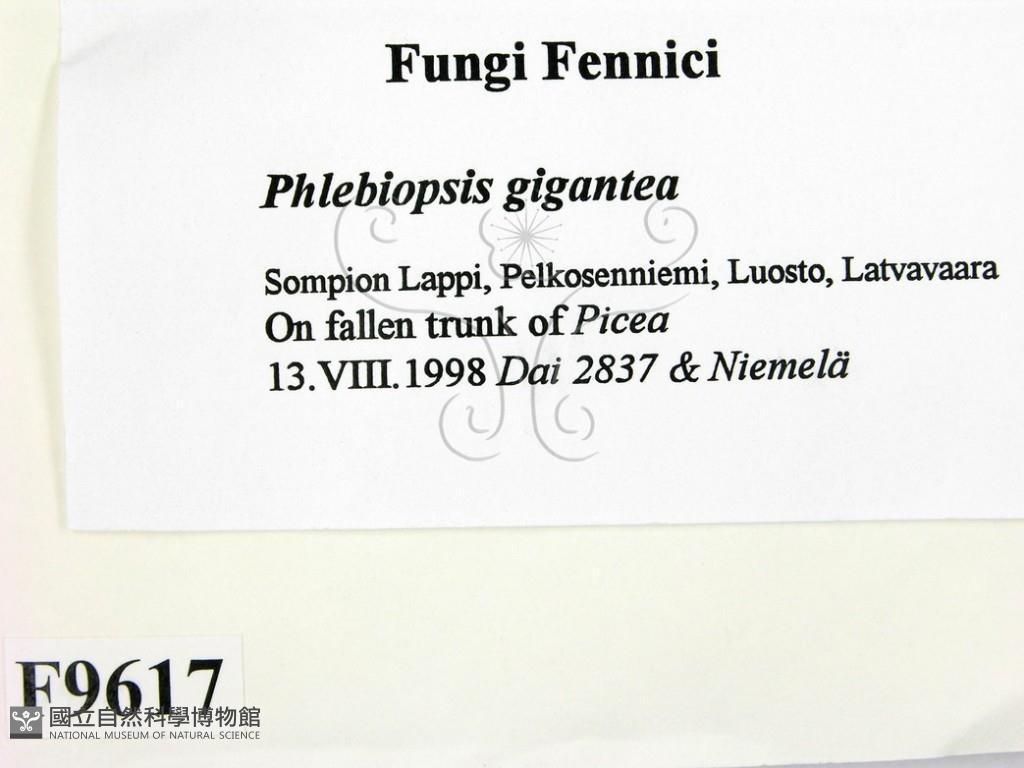 Fungi Fennici
Phlebiopsis gigantea
Sompion Lappi, Pelkosenniemi, Luosto, Latvavaara
On fallen trunk of Picea
13.VIII.1998 Dai 2837 & Niemelä
F9617
國立自然科學博物館
NATIONAL MUSEUM OF NATURAL SCIENCE